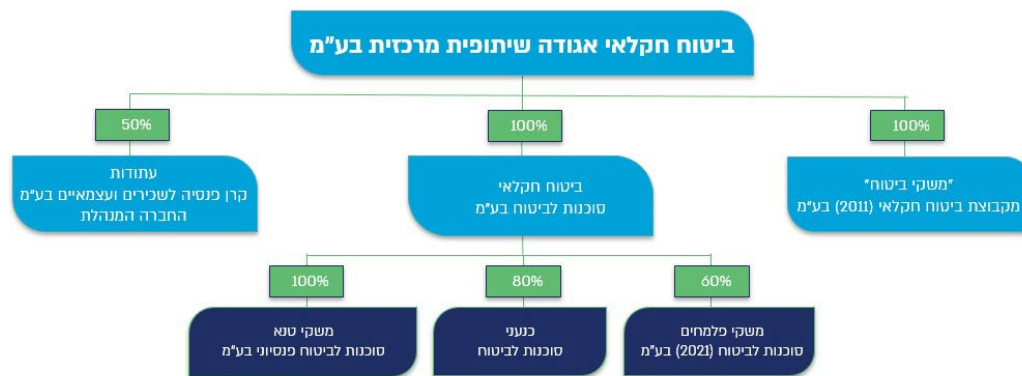 ביטוח חקלאי אגודה שיתופית מרכזית בע"מ
100%
100%
50%
"משקי ביטוח"
מקבוצת ביטוח חקלאי (2011) בע"מ
ביטוח חקלאי
סוכנות לביטוח בע"מ
עתודות
קרן פנסיה לשכירים ועצמאיים בע"מ
החברה המנהלת
60%
80%
100%
משקי פלמחים
סוכנות לביטוח (2021) בע"מ
כנעני
סוכנות לביטוח
משקי טנא
סוכנות לביטוח פנסיוני בע"מ